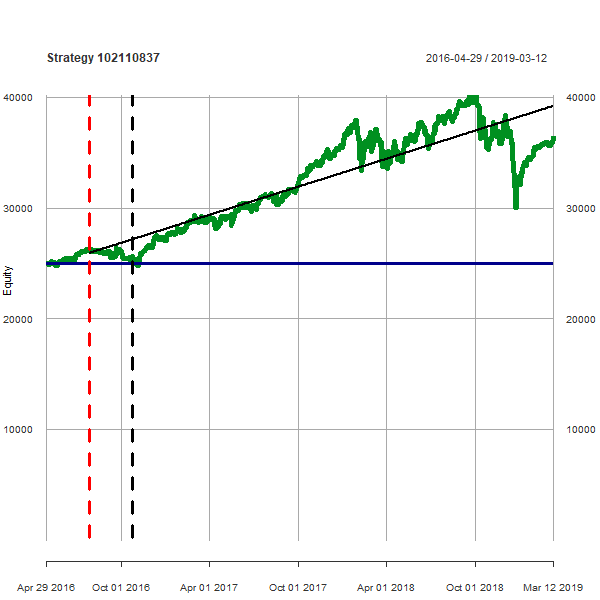 Strategy 102110837
2016-04-29 / 2019-03-12
40000
40000
30000
30000
Equity
20000
20000
10000
10000
Apr 29 2016
Oct 01 2016
Apr 01 2017
Oct 01 2017
Apr 01 2018
Oct 01 2018
Mar 12 2019